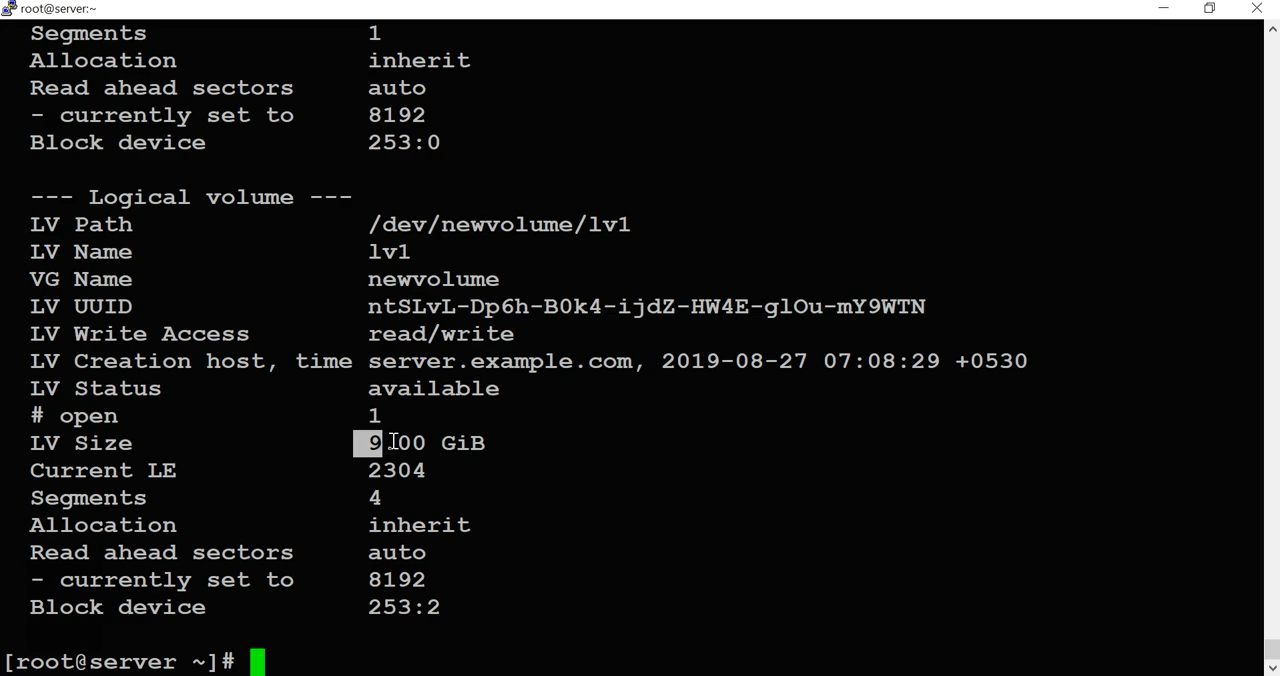 root@server:~
Segments 1
Allocation inherit
Read ahead sectors auto
- currently set to 8192
Block device 253:0
--- Logical volume ---
LV Path /dev/newvolume/lv1
LV Name lv1
VG Name newvolume
LV UUID ntSLvL-Dp6h-B0k4-ijdZ-HW4E-glOu-mY9WTN
LV Write Access read/write
LV Creation host, time server.example.com, 2019-08-27 07:08:29 +0530
LV Status available
# open 1
LV Size 9.00 GiB
Current LE 2304
Segments 4
Allocation inherit
Read ahead sectors auto
- currently set to 8192
Block device 253:2
[root@server ~]#